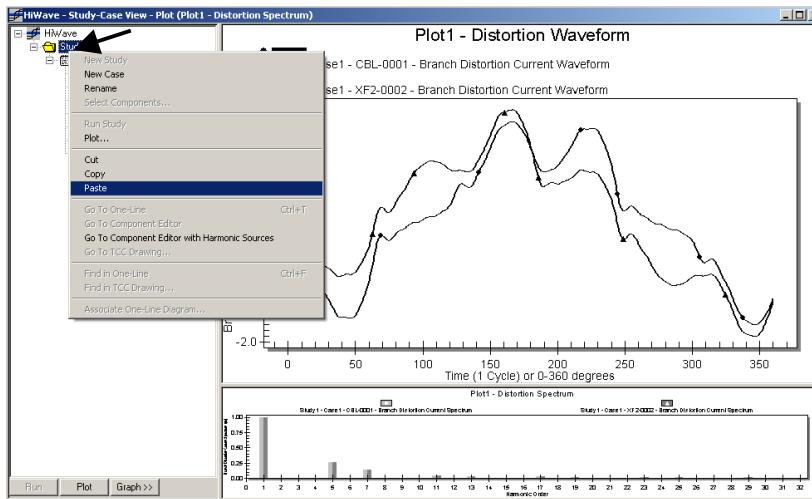 HiWave - Study-Case View - Plot (Plot1 - Distortion Spectrum)
HiWave
New Study
New Case
Rename
Select Components...
Run Study
Plot...
Cut
Copy
Paste
Go To One-Line Ctrl+T
Go To Component Editor
Go To Component Editor with Harmonic Sources
Go To TCC Drawing...
Find in One-Line Ctrl+F
Find in TCC Drawing...
Associate One-Line Diagram...
Run Plot Graph >>
Plot1 - Distortion Waveform
se1 - CBL-0001 - Branch Distortion Current Waveform
se1 - XF2-0002 - Branch Distortion Current Waveform
-2.0
0 50 100 150 200 250 300 350
Time (1 Cycle) or 0-360 degrees
Plot1 - Distortion Spectrum
Study1 - Case1 - CBL-0001 - Branch Distortion Current Spectrum Study1 - Case1 - XF2-0002 - Branch Distortion Current Spectrum
1.00
0.75
0.50
0.25
0.00
0 1 2 3 4 5 6 7 8 9 10 11 12 13 14 15 16 17 18 19 20 21 22 23 24 25 26 27 28 29 30 31 32
Harmonic Order